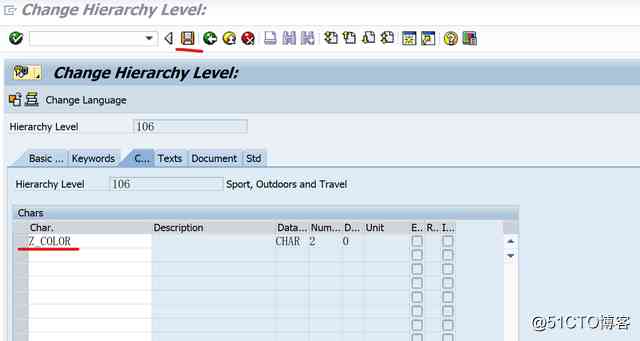 Change Hierarchy Level:
Change Hierarchy Level:
Change Language
Hierarchy Level 106
Basic ... Keywords C... Texts Document Std
Hierarchy Level 106 Sport, Outdoors and Travel
Chars
Char. Description Data... Num... D... Unit E.. R.. I...
Z_COLOR CHAR 2 0
@51CTO博客